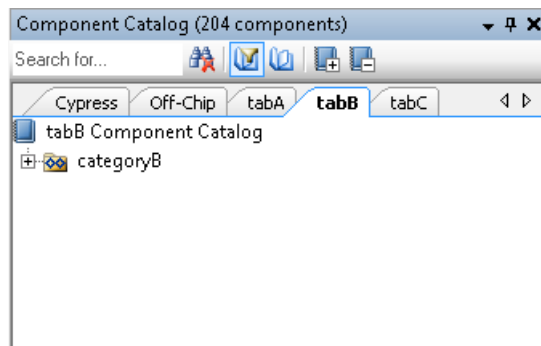 Component Catalog (204 components)
Search for...
Cypress Off-Chip tabA tabB tabC
tabB Component Catalog
categoryB